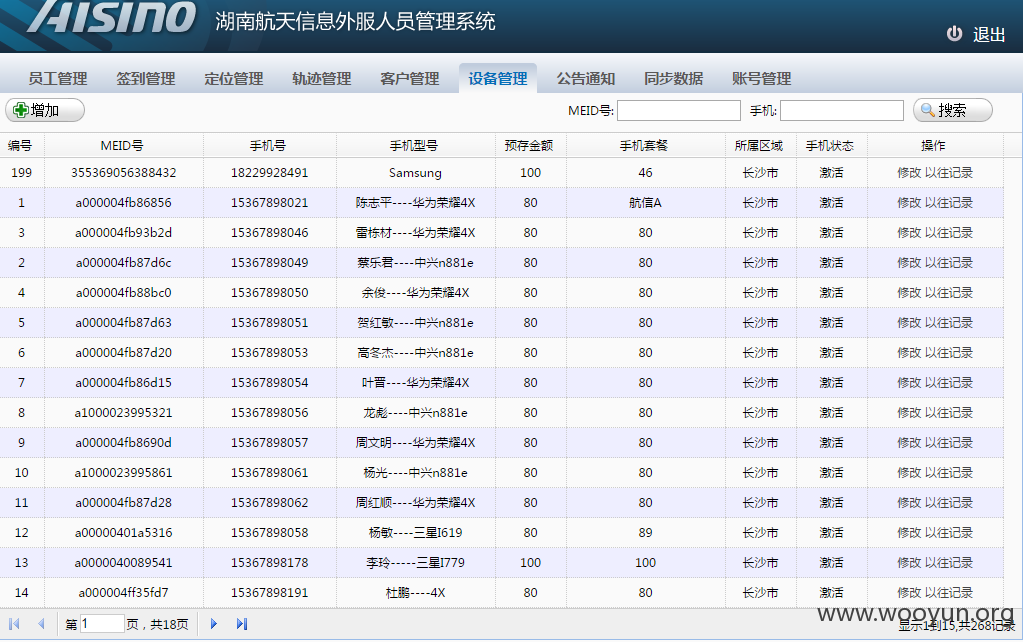 AISINO 湖南航天信息外服人员管理系统
退出
员工管理 签到管理 定位管理 轨迹管理 客户管理 设备管理 公告通知 同步数据 账号管理
增加 MEID号: 手机: 搜索
编号 MEID号 手机号 手机型号 预存金额 手机套餐 所属区域 手机状态 操作
199 355369056388432 18229928491 Samsung 100 46 长沙市 激活 修改 以往记录
1 a000004fb86856 15367898021 陈志平----华为荣耀4X 80 航信A 长沙市 激活 修改 以往记录
3 a000004fb93b2d 15367898046 雷栋材----华为荣耀4X 80 80 长沙市 激活 修改 以往记录
2 a000004fb87d6c 15367898049 蔡乐君----中兴n881e 80 80 长沙市 激活 修改 以往记录
4 a000004fb88bc0 15367898050 余俊----华为荣耀4X 80 80 长沙市 激活 修改 以往记录
5 a000004fb87d63 15367898051 贺红敏----中兴n881e 80 80 长沙市 激活 修改 以往记录
6 a000004fb87d20 15367898053 高冬杰----中兴n881e 80 80 长沙市 激活 修改 以往记录
7 a000004fb86d15 15367898054 叶晋----华为荣耀4X 80 80 长沙市 激活 修改 以往记录
8 a1000023995321 15367898056 龙彪----中兴n881e 80 80 长沙市 激活 修改 以往记录
9 a000004fb8690d 15367898057 周文明----华为荣耀4X 80 80 长沙市 激活 修改 以往记录
10 a1000023995861 15367898061 杨光----中兴n881e 80 80 长沙市 激活 修改 以往记录
11 a000004fb87d28 15367898062 周红顺----华为荣耀4X 80 80 长沙市 激活 修改 以往记录
12 a00000401a5316 15367898058 杨敏----三星I619 80 89 长沙市 激活 修改 以往记录
13 a0000040089541 15367898178 李玲-----三星I779 100 100 长沙市 激活 修改 以往记录
14 a000004ff35fd7 15367898191 杜鹏----4X 80 80 长沙市 激活 修改 以往记录
第 1 页，共18页 显示1到15,共268记录
www.wooyun.org